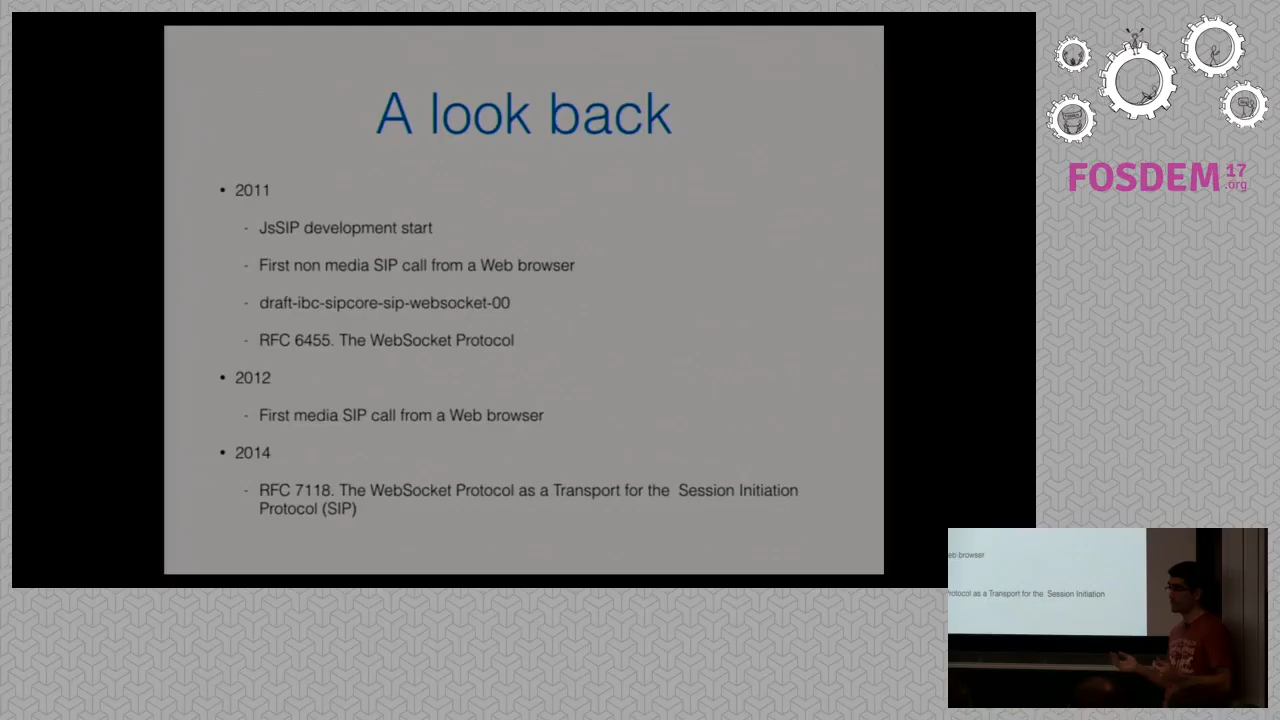 A look back
• 2011
- JsSIP development start
- First non media SIP call from a Web browser
- draft-ibc-sipcore-sip-websocket-00
- RFC 6455. The WebSocket Protocol
• 2012
- First media SIP call from a Web browser
• 2014
- RFC 7118. The WebSocket Protocol as a Transport for the Session Initiation
Protocol (SIP)
FOSDEM 17
.org
eb browser
rotocol as a Transport for the Session Initiation